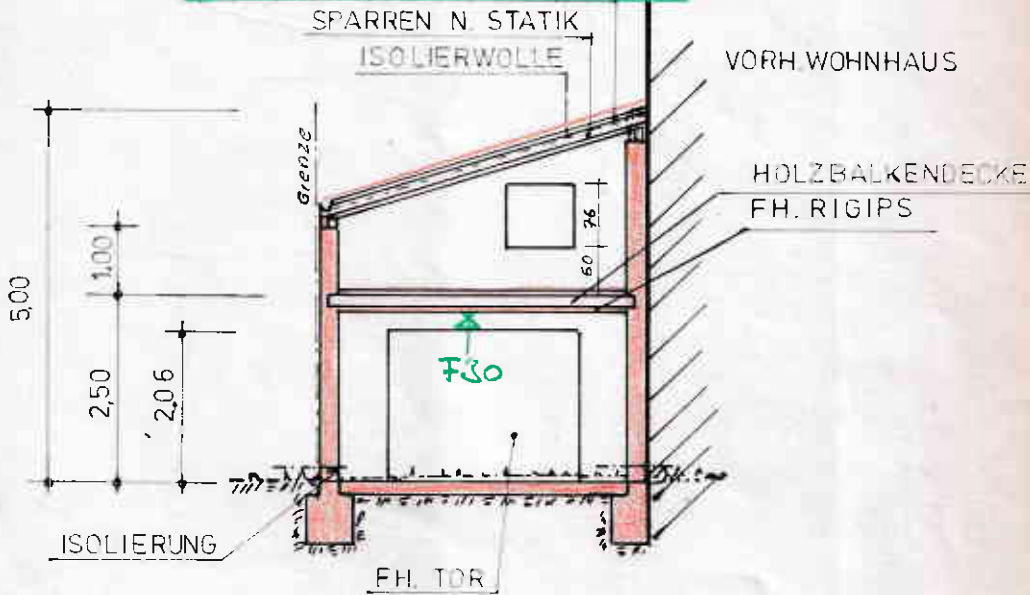 SPARREN N. STATIK
ISOLIERWOLLE
VORH. WOHNHAUS
Grenze
HOLZBALKENDECKE
FH. RIGIPS
76
60
1,00
5,00
2,50
2,06
F30
ISOLIERUNG
FH. TOR